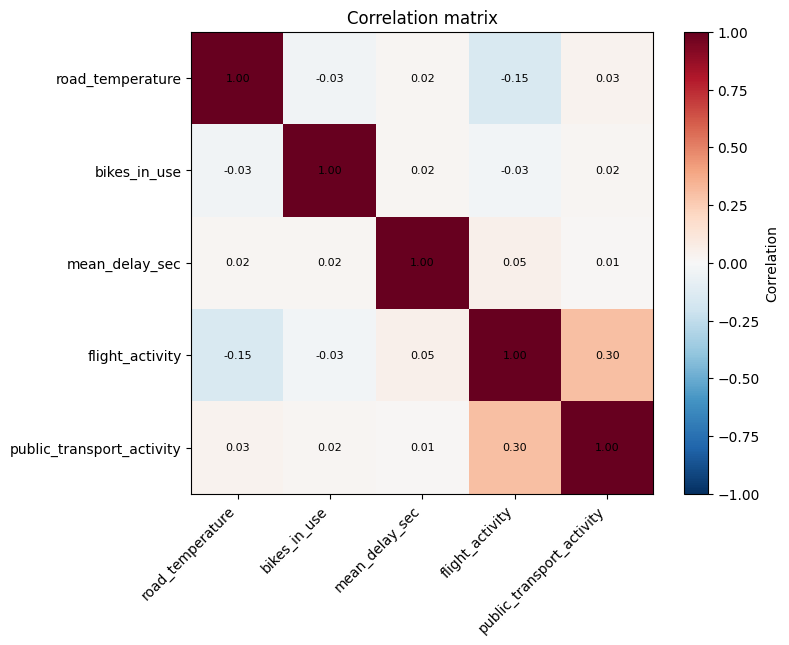 Correlation matrix
road_temperature 1.00 -0.03 0.02 -0.15 0.03
bikes_in_use -0.03 1.00 0.02 -0.03 0.02
mean_delay_sec 0.02 0.02 1.00 0.05 0.01
flight_activity -0.15 -0.03 0.05 1.00 0.30
public_transport_activity 0.03 0.02 0.01 0.30 1.00
road_temperature
bikes_in_use
mean_delay_sec
flight_activity
public_transport_activity
1.00
0.75
0.50
0.25
0.00
−0.25
−0.50
−0.75
−1.00
Correlation